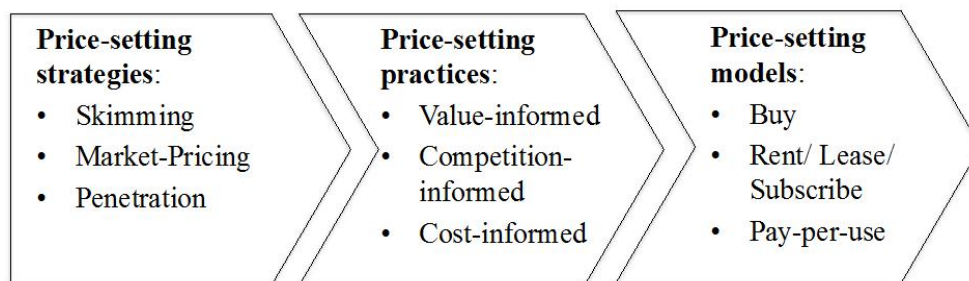 Price-setting
strategies:
• Skimming
• Market-Pricing
• Penetration
Price-setting
practices:
• Value-informed
• Competition-
informed
• Cost-informed
Price-setting
models:
• Buy
• Rent/ Lease/
Subscribe
• Pay-per-use